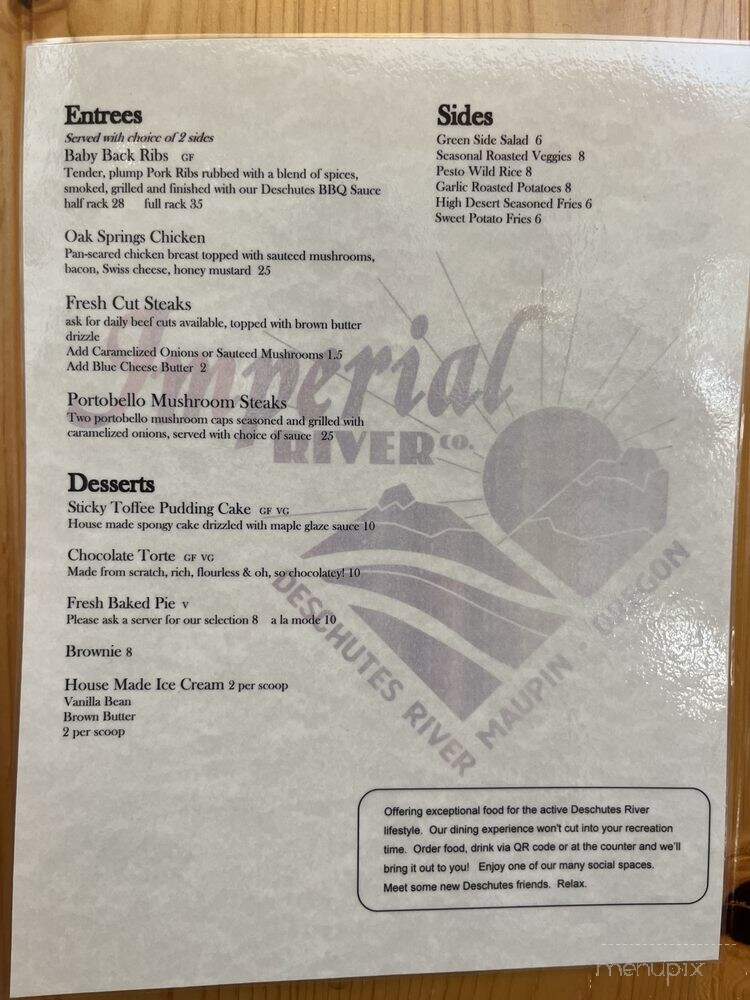 Entrees
Served with choice of 2 sides
Baby Back Ribs GF
Tender, plump Pork Ribs rubbed with a blend of spices,
smoked, grilled and finished with our Deschutes BBQ Sauce
half rack 28 full rack 35
Oak Springs Chicken
Pan-seared chicken breast topped with sauteed mushrooms,
bacon, Swiss cheese, honey mustard 25
Fresh Cut Steaks
ask for daily beef cuts available, topped with brown butter
drizzle
Add Caramelized Onions or Sauteed Mushrooms 1.5
Add Blue Cheese Butter 2
Portobello Mushroom Steaks
Two portobello mushroom caps seasoned and grilled with
caramelized onions, served with choice of sauce 25
Desserts
Sticky Toffee Pudding Cake GF VG
House made spongy cake drizzled with maple glaze sauce 10
Chocolate Torte GF VG
Made from scratch, rich, flourless & oh, so chocolatey! 10
Fresh Baked Pie V
Please ask a server for our selection 8 a la mode 10
Brownie 8
House Made Ice Cream 2 per scoop
Vanilla Bean
Brown Butter
2 per scoop
Sides
Green Side Salad 6
Seasonal Roasted Veggies 8
Pesto Wild Rice 8
Garlic Roasted Potatoes 8
High Desert Seasoned Fries 6
Sweet Potato Fries 6
Imperial
RIVER CO.
DESCHUTES RIVER
MAUPIN · OREGON
Offering exceptional food for the active Deschutes River
lifestyle. Our dining experience won't cut into your recreation
time. Order food, drink via QR code or at the counter and we'll
bring it out to you! Enjoy one of our many social spaces.
Meet some new Deschutes friends. Relax.
menupix